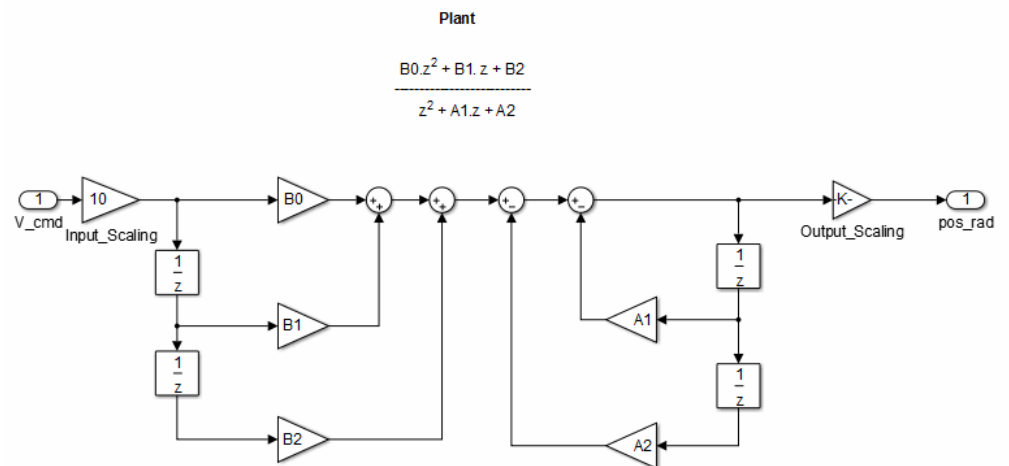 Plant
B0.z² + B1. z + B2
----------------------------
z² + A1.z + A2
1
V_cmd
10
Input_Scaling
B0
+
+
+
+
+
-
+
-
-K-
Output_Scaling
1
pos_rad
1
z
1
z
B1
A1
1
z
1
z
B2
A2